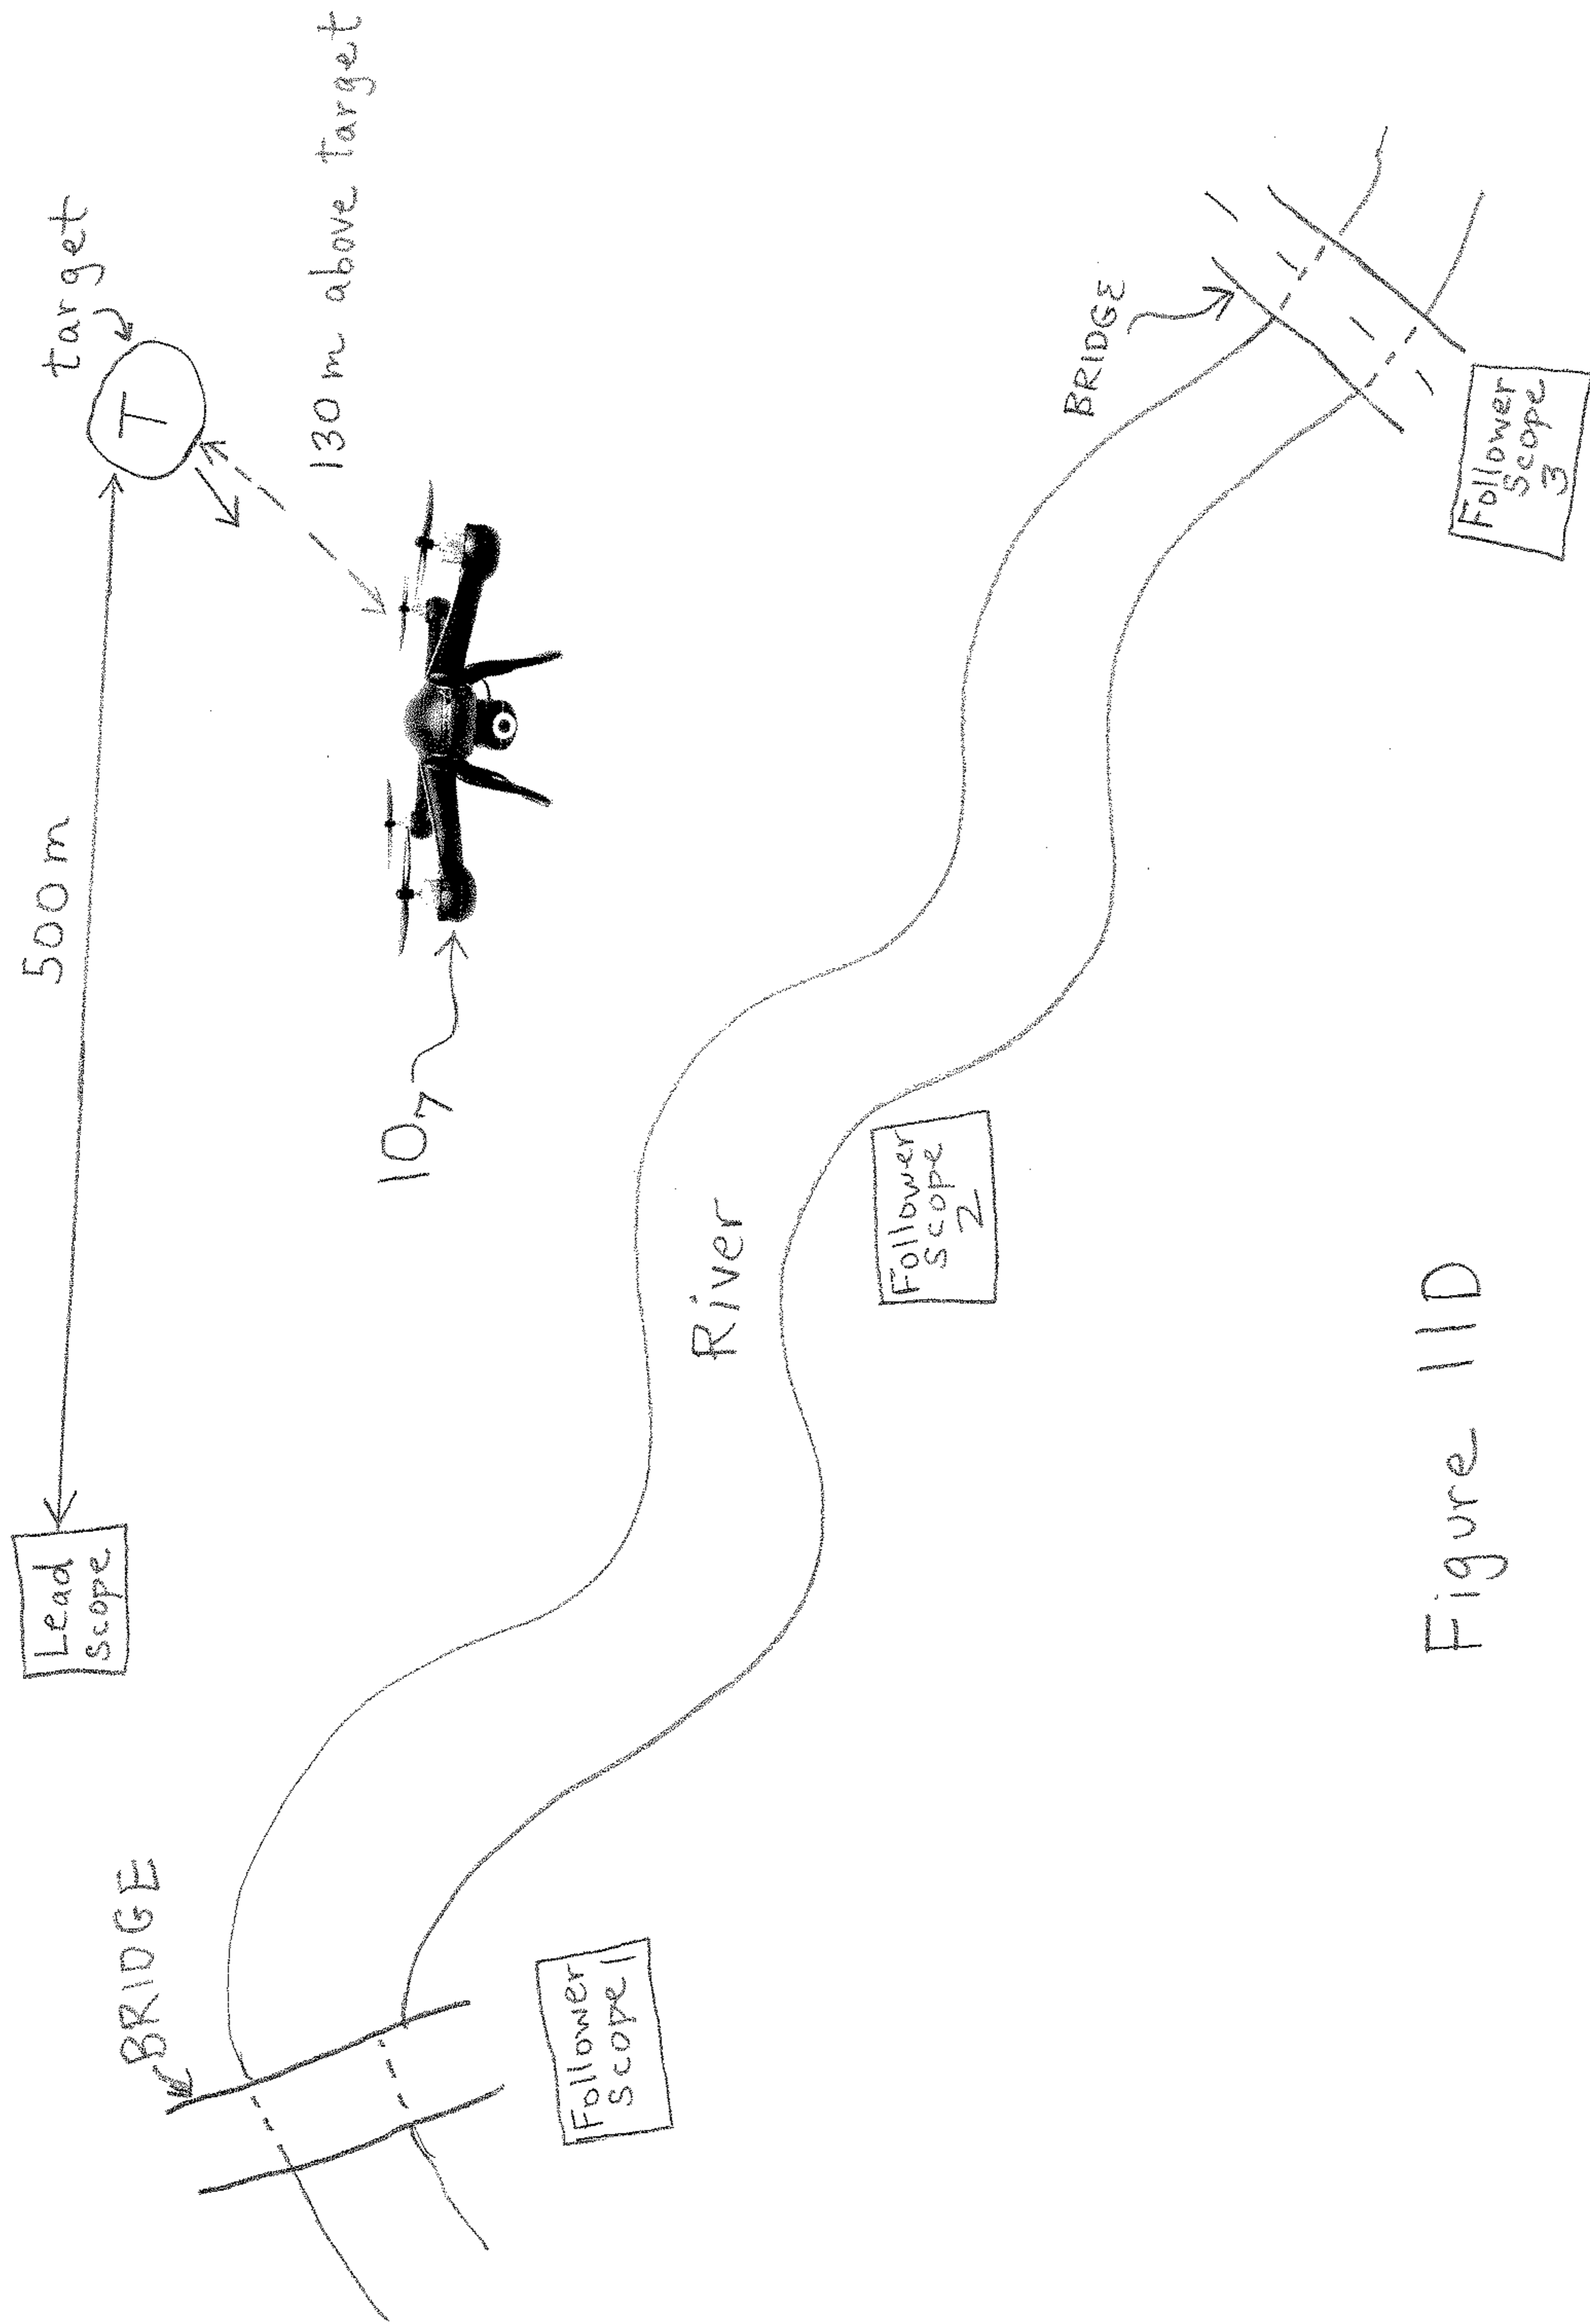 Lead
scope
500 m
target
T
130 m above target
10₇
BRIDGE
River
BRIDGE
Follower
scope 1
Follower
scope
2
Follower
scope
3
Figure 11D